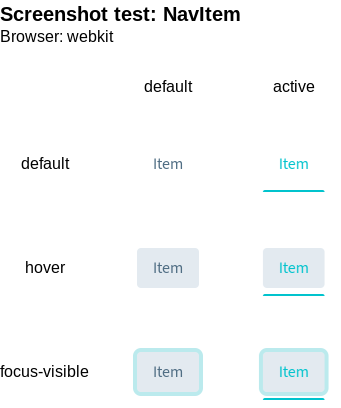 Screenshot test: NavItem
Browser: webkit
default active
default Item Item
hover Item Item
focus-visible Item Item